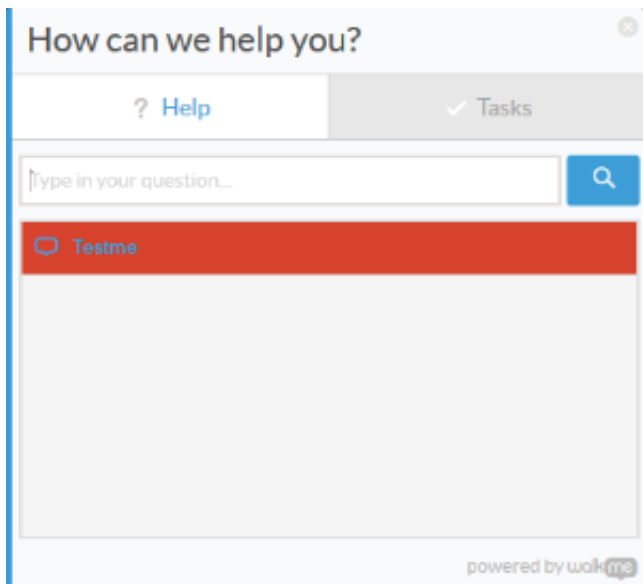 How can we help you?
? Help
Tasks
Type in your question...
Testme
powered by walkme